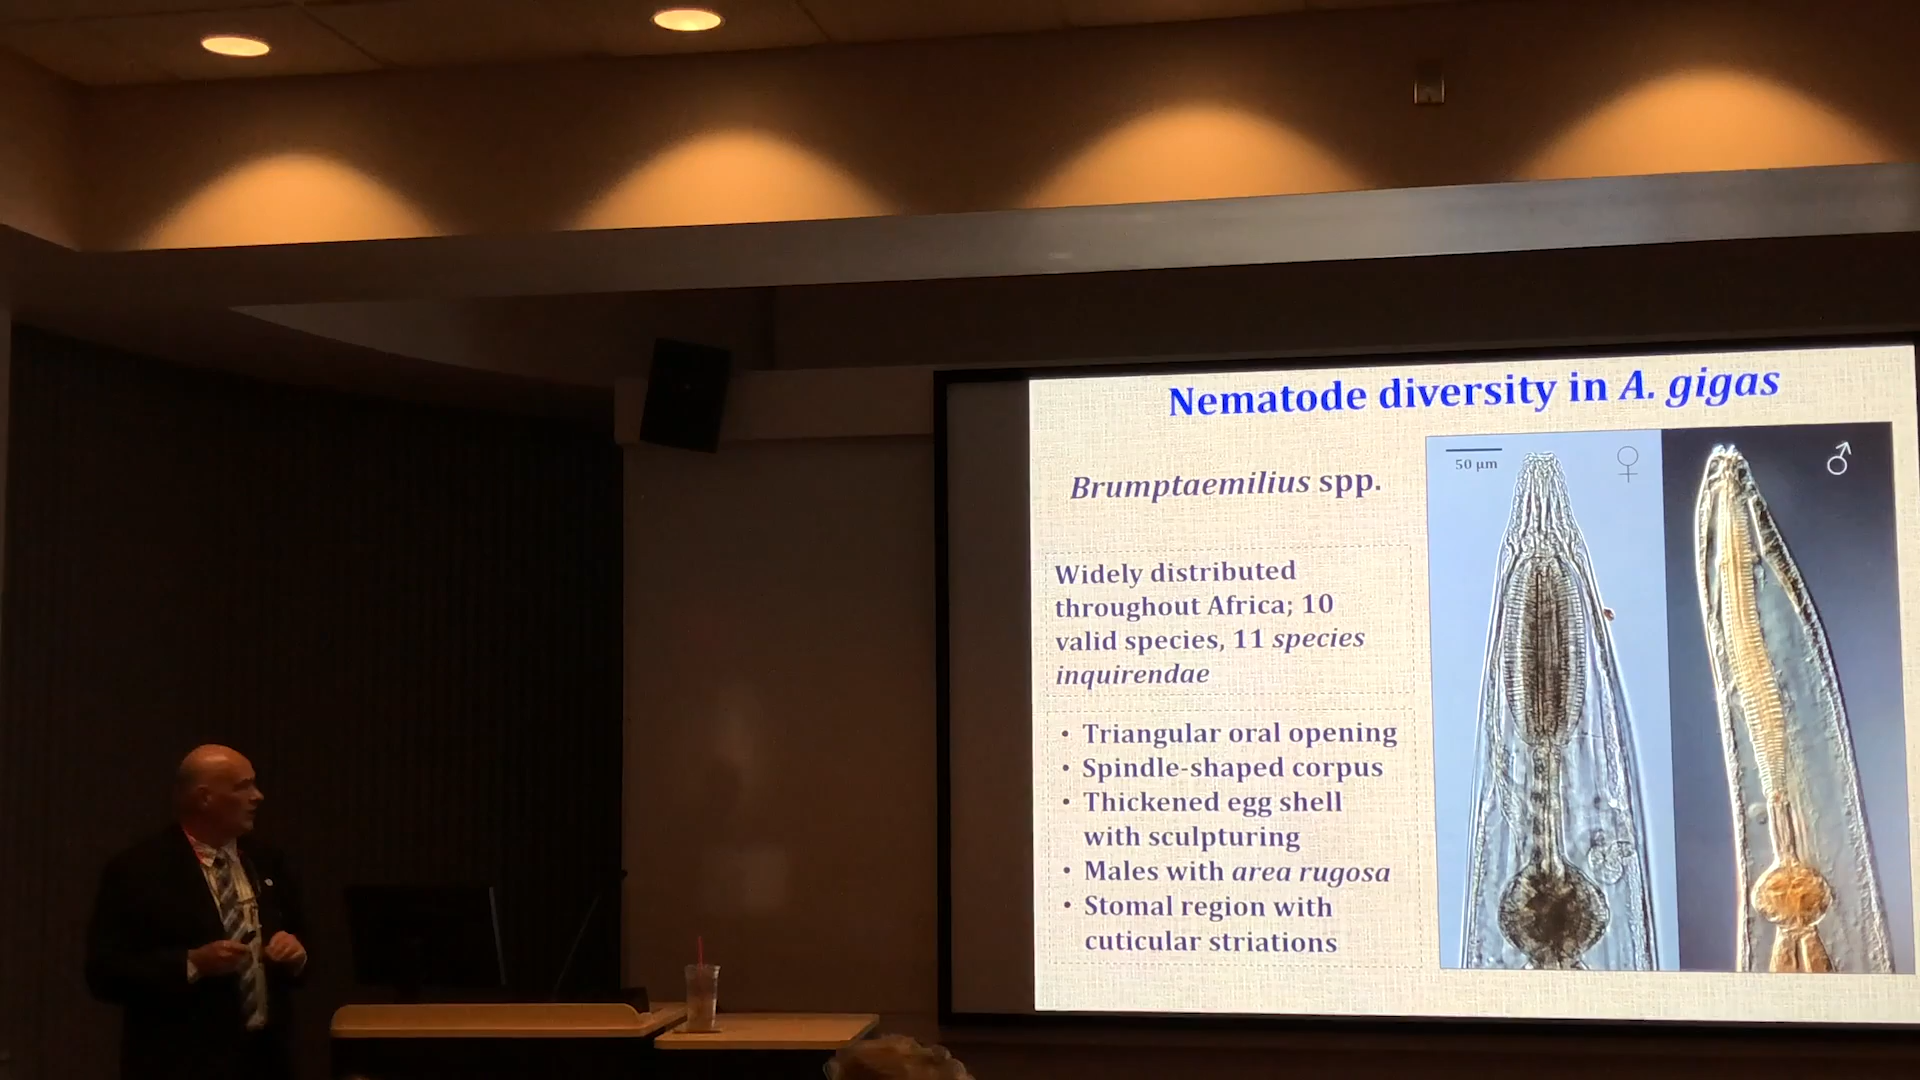 Nematode diversity in A. gigas
Brumptaemilius spp.
Widely distributed
throughout Africa; 10
valid species, 11 species
inquirendae
• Triangular oral opening
• Spindle-shaped corpus
• Thickened egg shell
with sculpturing
• Males with area rugosa
• Stomal region with
cuticular striations
50 µm
♀
♂